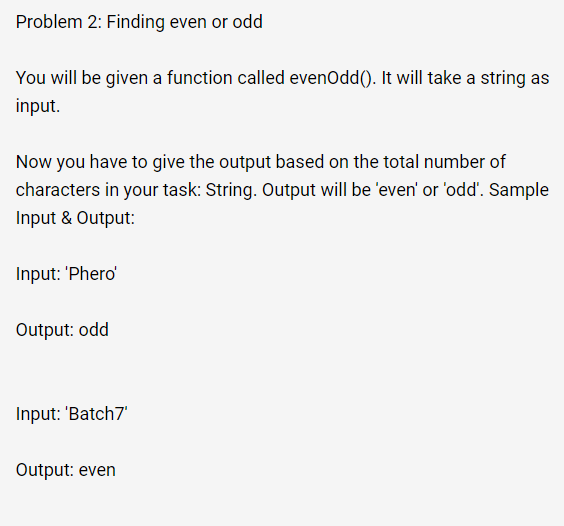 Problem 2: Finding even or odd
You will be given a function called evenOdd(). It will take a string as
input.
Now you have to give the output based on the total number of
characters in your task: String. Output will be 'even' or 'odd'. Sample
Input & Output:
Input: 'Phero'
Output: odd
Input: 'Batch7'
Output: even